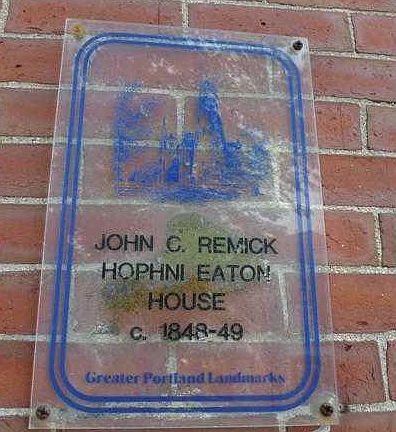 JOHN C. REMICK
HOPHNI EATON
HOUSE
c. 1848-49
Greater Portland Landmarks